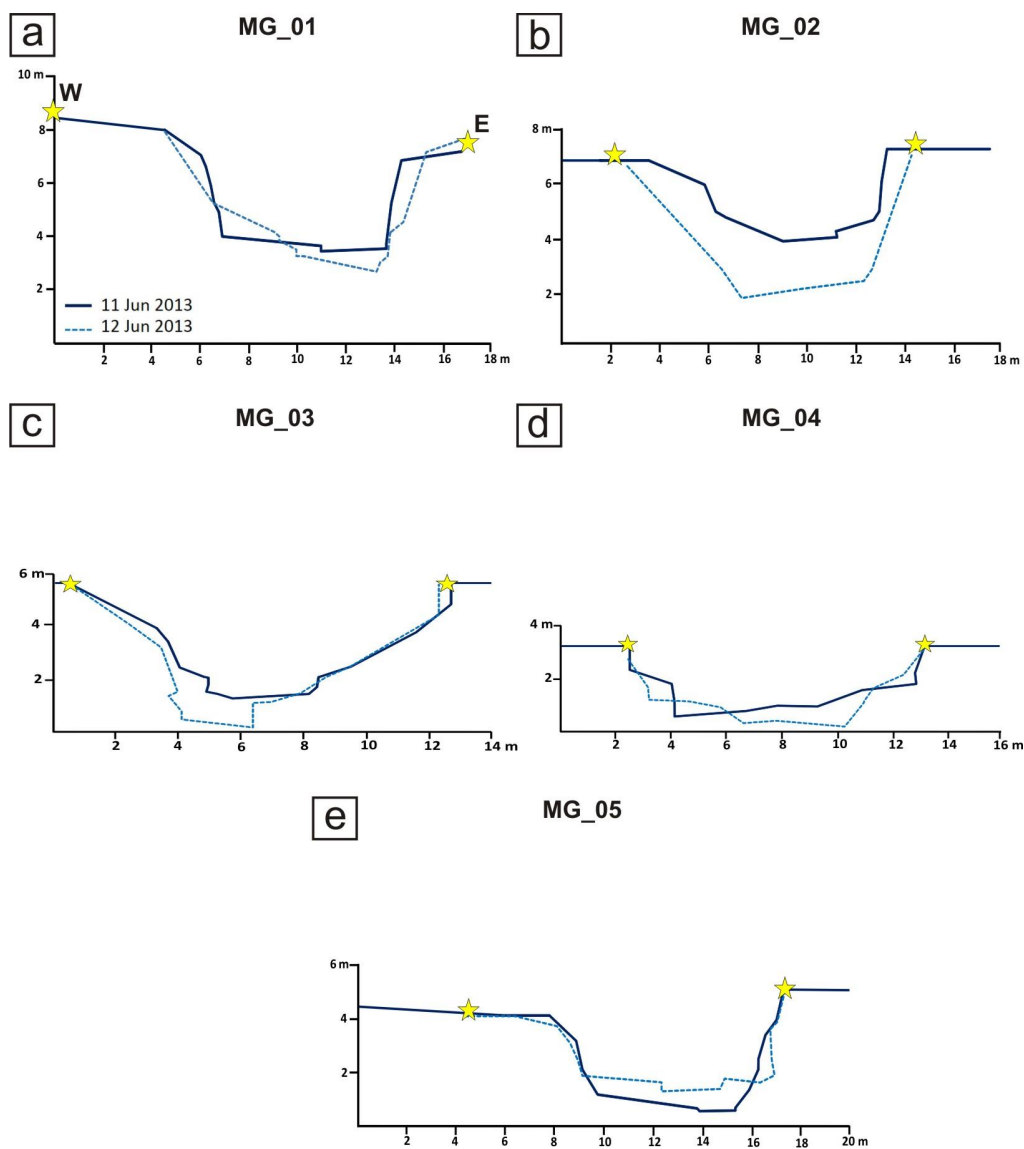 a
MG_01
10 m
W
E
8
6
4
2
11 Jun 2013
12 Jun 2013
2 4 6 8 10 12 14 16 18 m
b
MG_02
8 m
6
4
2
2 4 6 8 10 12 14 16 18 m
c
MG_03
6 m
4
2
2 4 6 8 10 12 14 m
d
MG_04
4 m
2
2 4 6 8 10 12 14 16 m
e
MG_05
6 m
4
2
2 4 6 8 10 12 14 16 18 20 m